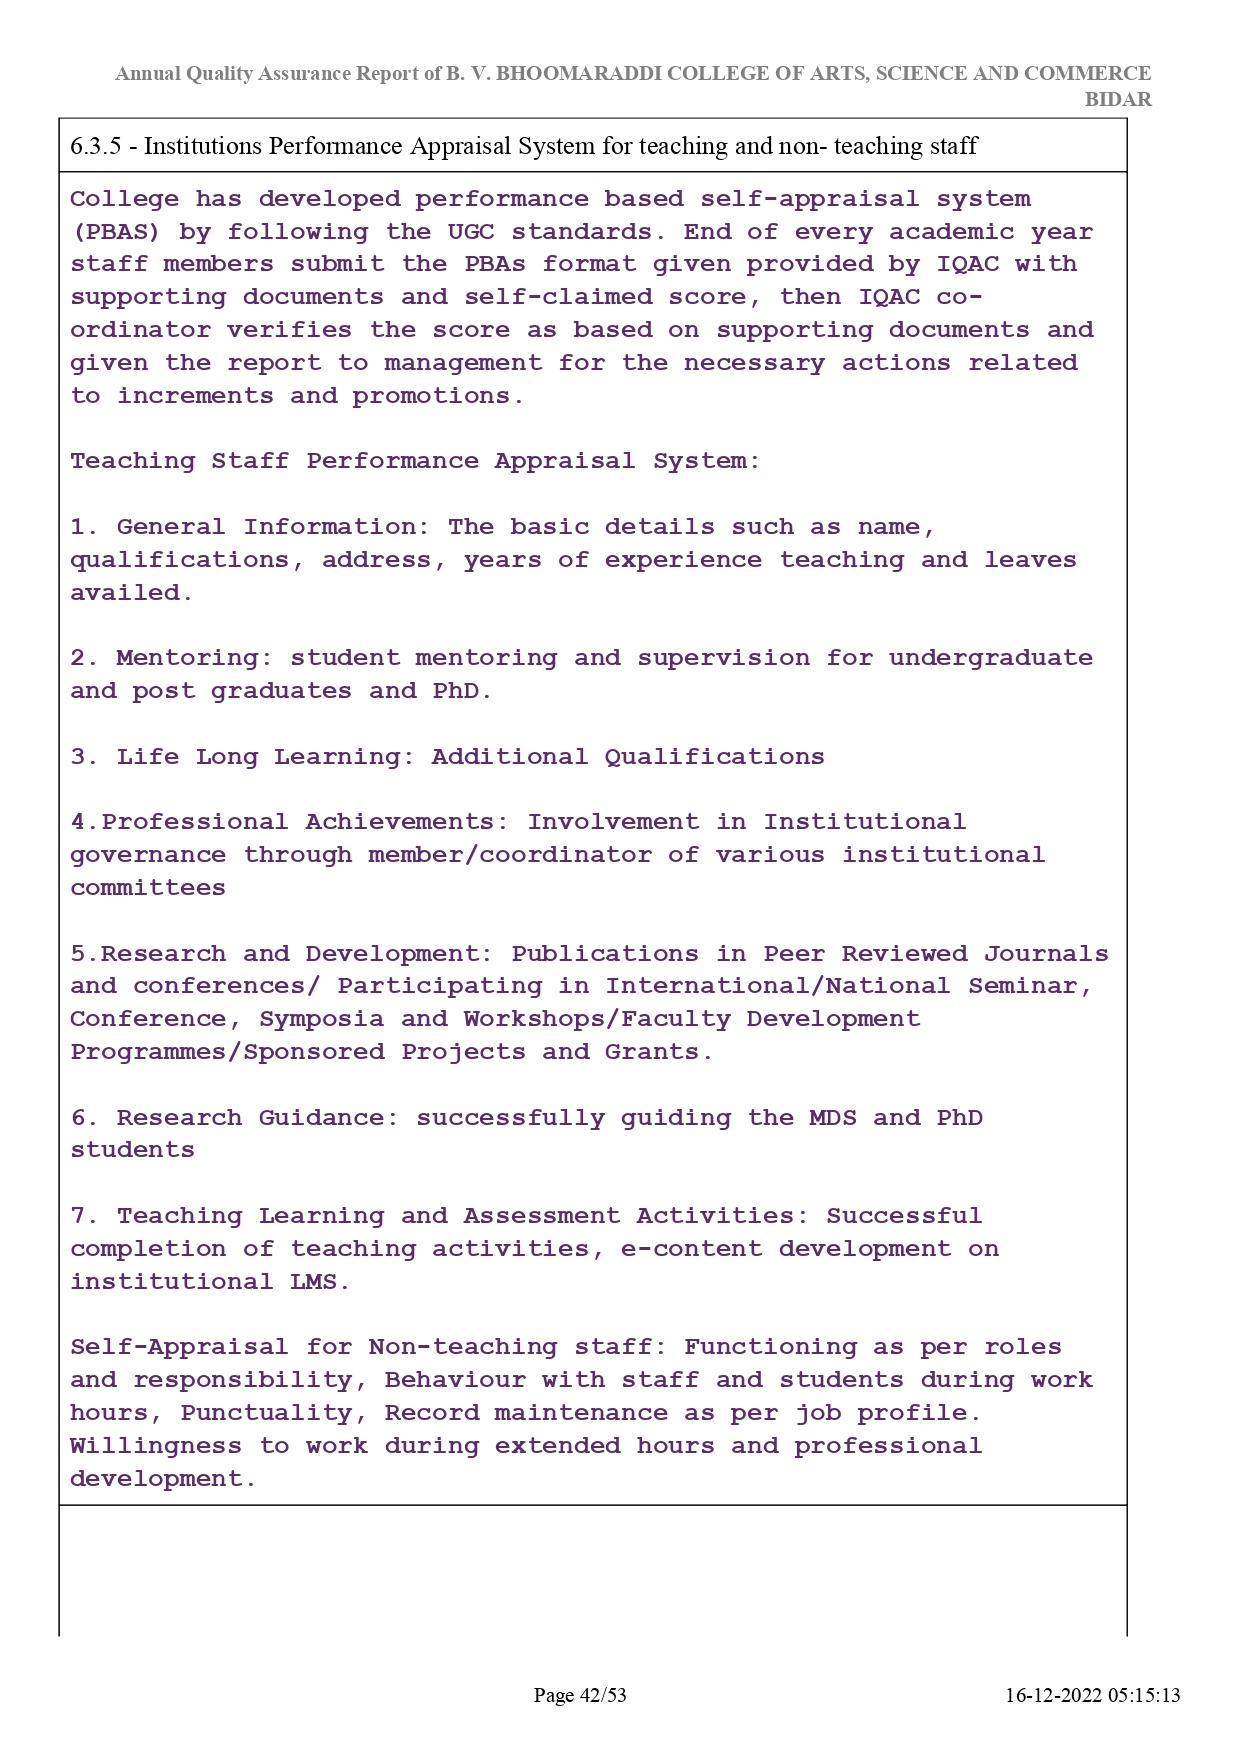 Annual Quality Assurance Report of B. V. BHOOMARADDI COLLEGE OF ARTS, SCIENCE AND COMMERCE
BIDAR
6.3.5 - Institutions Performance Appraisal System for teaching and non- teaching staff
College has developed performance based self-appraisal system
(PBAS) by following the UGC standards. End of every academic year
staff members submit the PBAs format given provided by IQAC with
supporting documents and self-claimed score, then IQAC co-
ordinator verifies the score as based on supporting documents and
given the report to management for the necessary actions related
to increments and promotions.
Teaching Staff Performance Appraisal System:
1. General Information: The basic details such as name,
qualifications, address, years of experience teaching and leaves
availed.
2. Mentoring: student mentoring and supervision for undergraduate
and post graduates and PhD.
3. Life Long Learning: Additional Qualifications
4.Professional Achievements: Involvement in Institutional
governance through member/coordinator of various institutional
committees
5.Research and Development: Publications in Peer Reviewed Journals
and conferences/ Participating in International/National Seminar,
Conference, Symposia and Workshops/Faculty Development
Programmes/Sponsored Projects and Grants.
6. Research Guidance: successfully guiding the MDS and PhD
students
7. Teaching Learning and Assessment Activities: Successful
completion of teaching activities, e-content development on
institutional LMS.
Self-Appraisal for Non-teaching staff: Functioning as per roles
and responsibility, Behaviour with staff and students during work
hours, Punctuality, Record maintenance as per job profile.
Willingness to work during extended hours and professional
development.
Page 42/53
16-12-2022 05:15:13